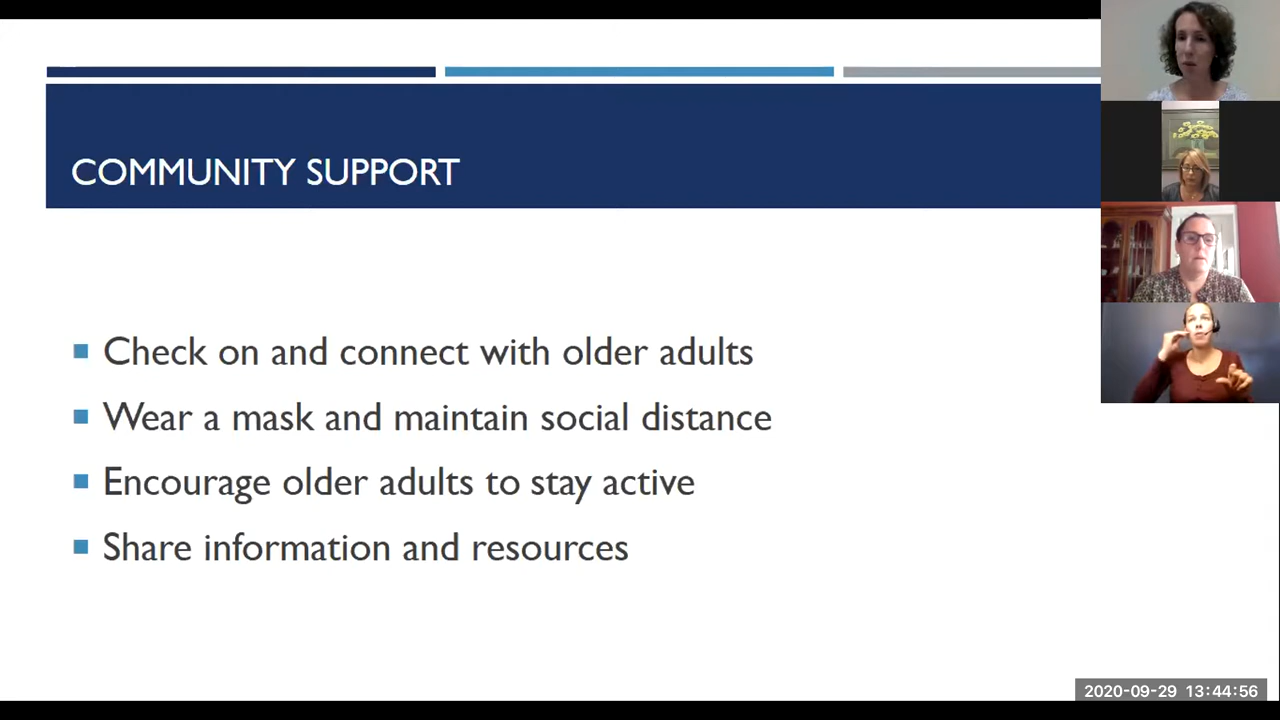 COMMUNITY SUPPORT
Check on and connect with older adults
Wear a mask and maintain social distance
Encourage older adults to stay active
Share information and resources
2020-09-29 13:44:56